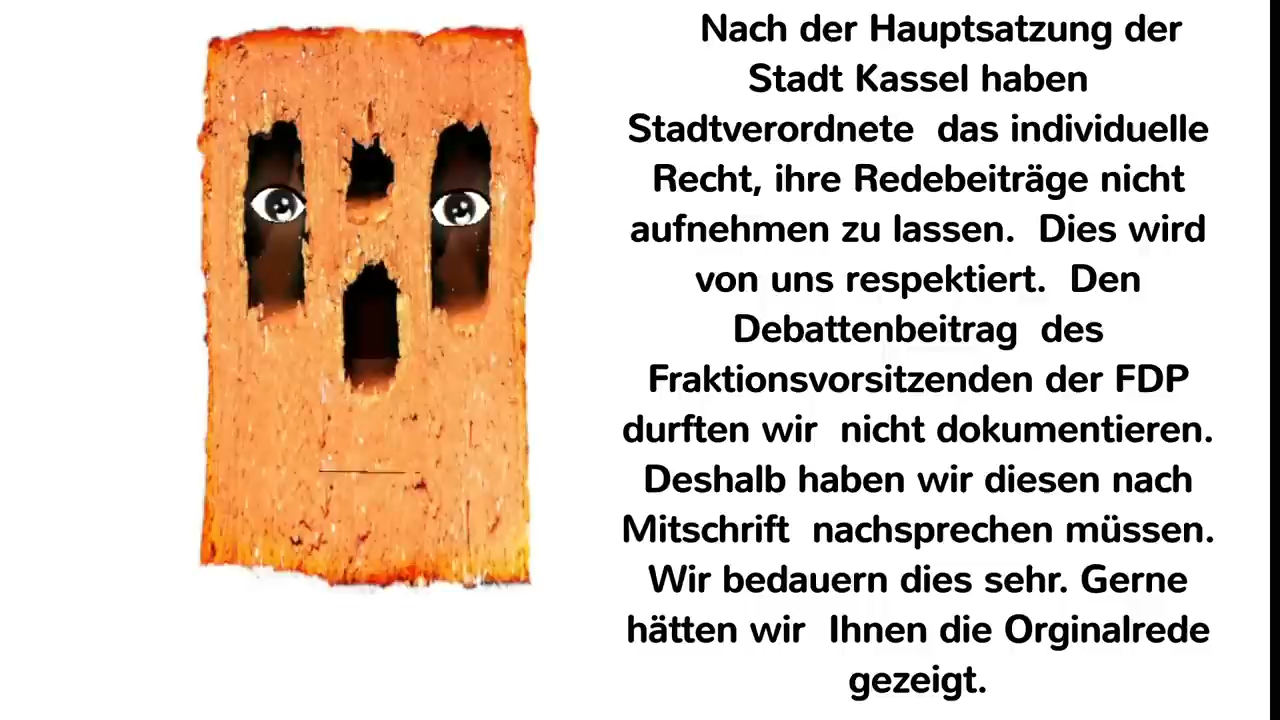 Nach der Hauptsatzung der
Stadt Kassel haben
Stadtverordnete das individuelle
Recht, ihre Redebeiträge nicht
aufnehmen zu lassen. Dies wird
von uns respektiert. Den
Debattenbeitrag des
Fraktionsvorsitzenden der FDP
durften wir nicht dokumentieren.
Deshalb haben wir diesen nach
Mitschrift nachsprechen müssen.
Wir bedauern dies sehr. Gerne
hätten wir Ihnen die Orginalrede
gezeigt.